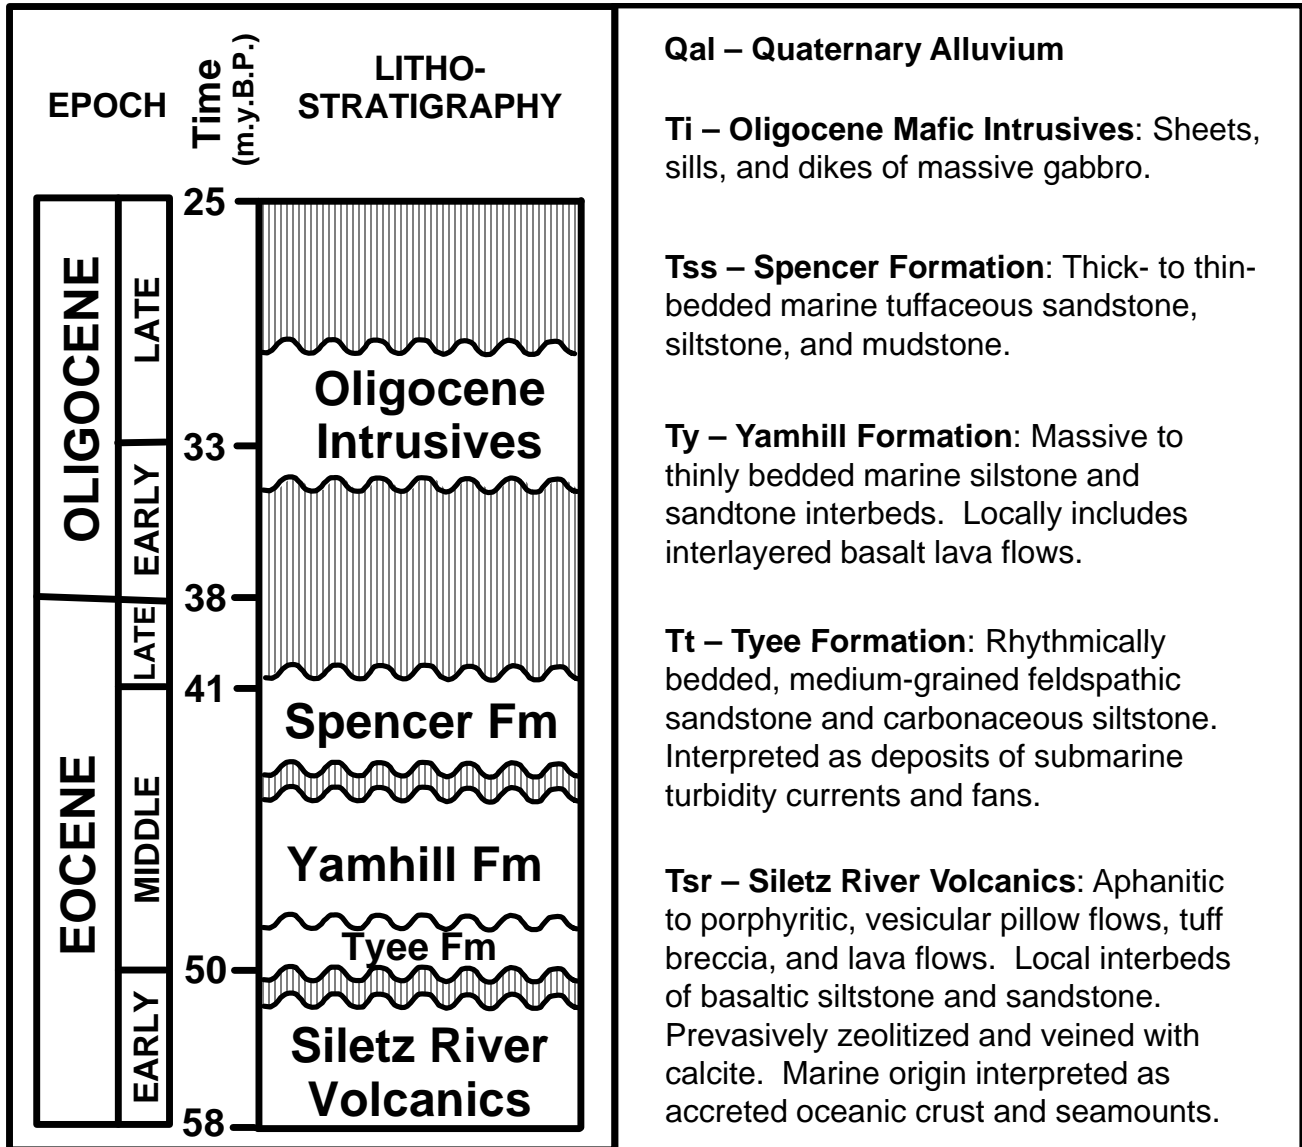 EPOCH
Time
(m.y.B.P.)
LITHO-
STRATIGRAPHY
OLIGOCENE
LATE
EARLY
EOCENE
LATE
MIDDLE
EARLY
25
33
38
41
50
58
Oligocene
Intrusives
Spencer Fm
Yamhill Fm
Tyee Fm
Siletz River
Volcanics
Qal – Quaternary Alluvium
Ti – Oligocene Mafic Intrusives: Sheets,
sills, and dikes of massive gabbro.
Tss – Spencer Formation: Thick- to thin-
bedded marine tuffaceous sandstone,
siltstone, and mudstone.
Ty – Yamhill Formation: Massive to
thinly bedded marine silstone and
sandtone interbeds. Locally includes
interlayered basalt lava flows.
Tt – Tyee Formation: Rhythmically
bedded, medium-grained feldspathic
sandstone and carbonaceous siltstone.
Interpreted as deposits of submarine
turbidity currents and fans.
Tsr – Siletz River Volcanics: Aphanitic
to porphyritic, vesicular pillow flows, tuff
breccia, and lava flows. Local interbeds
of basaltic siltstone and sandstone.
Prevasively zeolitized and veined with
calcite. Marine origin interpreted as
accreted oceanic crust and seamounts.